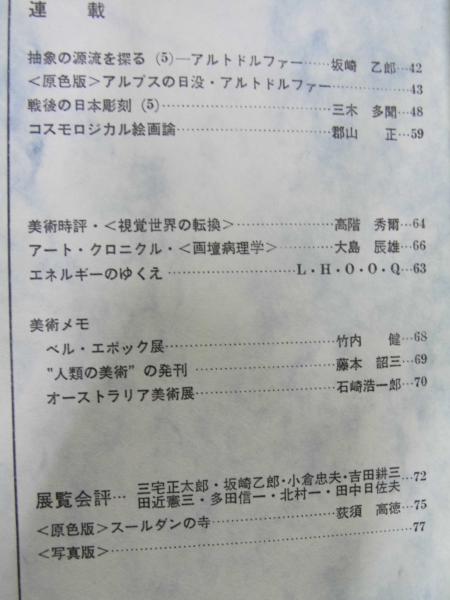 連　載
抽象の源流を探る (5)―アルトドルファー……坂崎　乙郎…42
＜原色版＞アルプスの日没・アルトドルファー……………43
戦後の日本彫刻 (5)……………………三木　多聞…48
コスモロジカル絵画論……………………郡山　　正…59
美術時評・＜視覚世界の転換＞……………高階　秀爾…64
アート・クロニクル・＜画壇病理学＞……大島　辰雄…66
エネルギーのゆくえ……………………L・H・O・O・Q…63
美術メモ
ベル・エポック展……………………竹内　　健…68
"人類の美術" の発刊……………………藤本　韶三…69
オーストラリア美術展……………………石崎浩一郎…70
展覧会評… 三宅正太郎・坂崎乙郎・小倉忠夫・吉田耕三…72
田近憲三・多田信一・北村一・田中日佐夫
＜原色版＞スールダンの寺……………………荻須　高徳…75
＜写真版＞……………………………………77